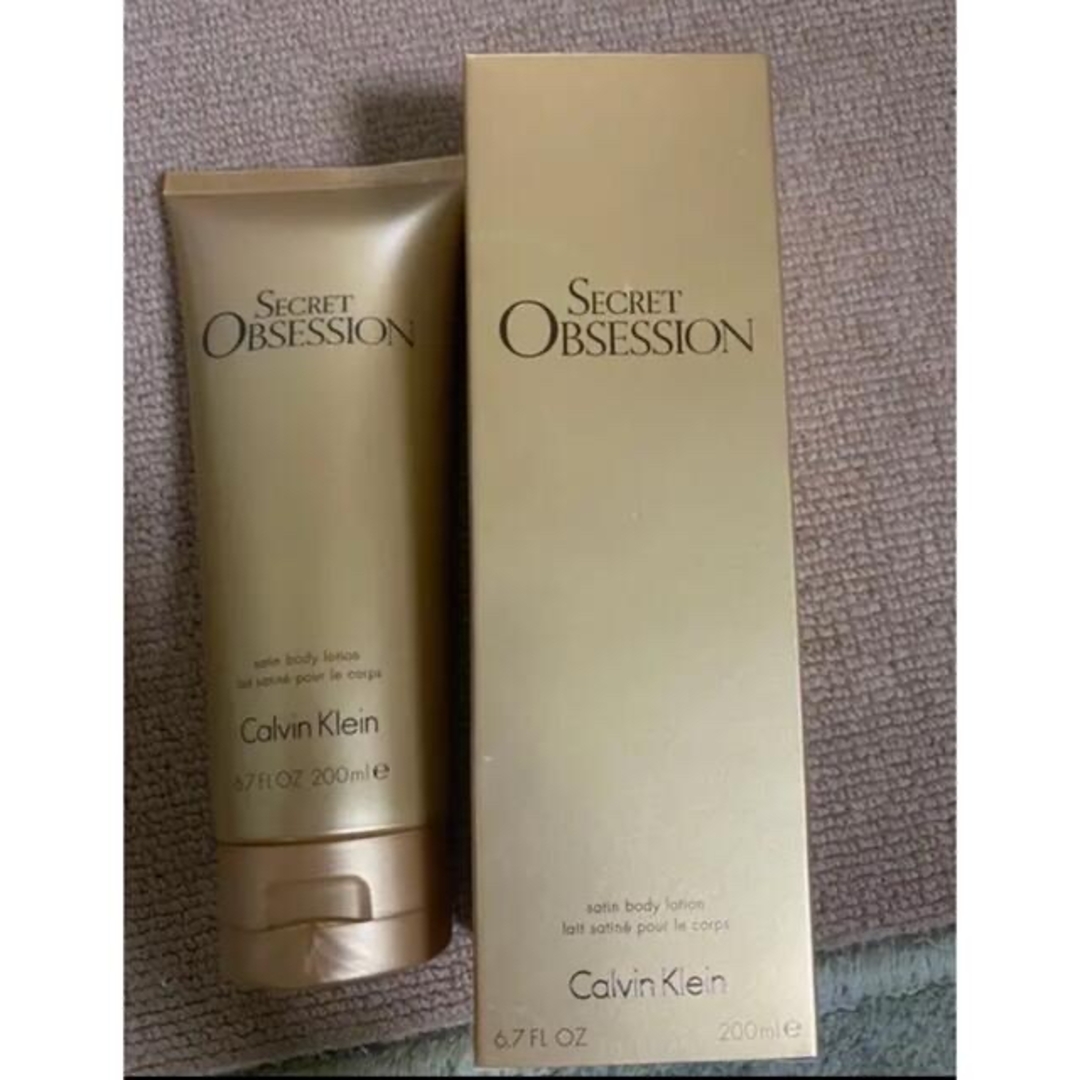 SECRET
OBSESSION
satin body lotion
lait satiné pour le corps
Calvin Klein
6.7 FL OZ 200ml e
SECRET
OBSESSION
satin body lotion
lait satiné pour le corps
Calvin Klein
6.7 FL OZ 200ml e